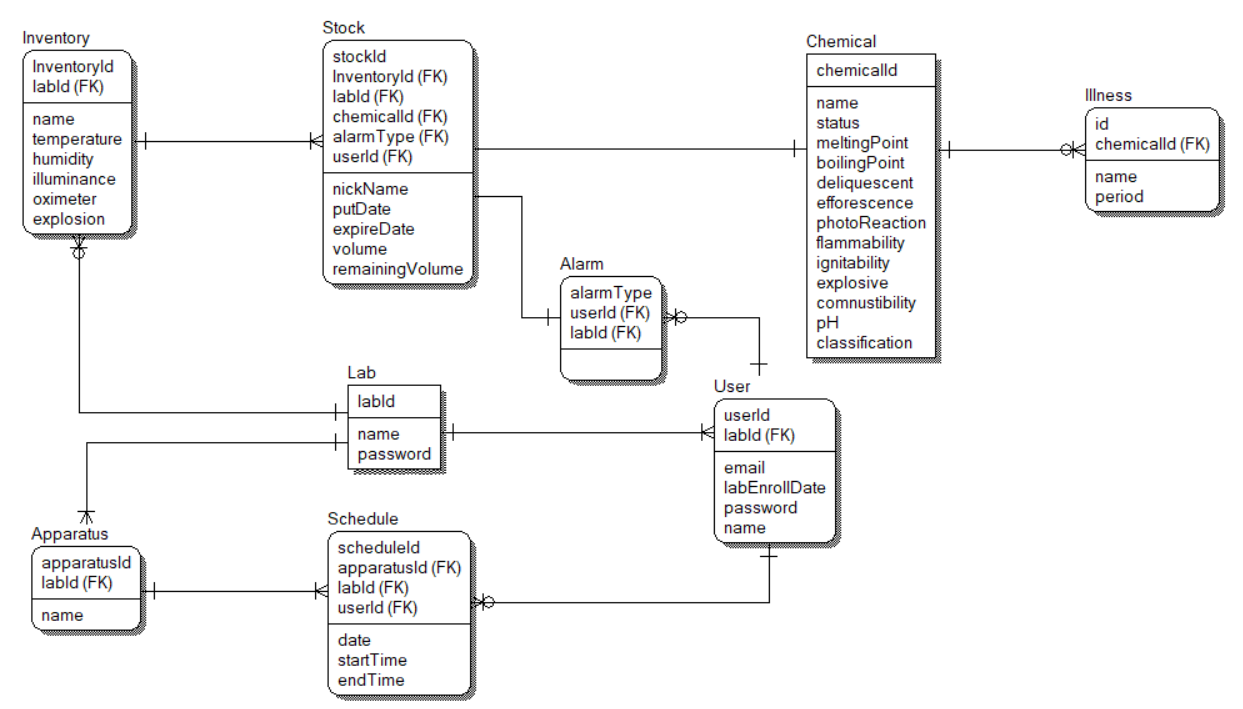 Inventory
InventoryId
labId (FK)
name
temperature
humidity
illuminance
oximeter
explosion
Stock
stockId
InventoryId (FK)
labId (FK)
chemicalId (FK)
alarmType (FK)
userId (FK)
nickName
putDate
expireDate
volume
remainingVolume
Chemical
chemicalId
name
status
meltingPoint
boilingPoint
deliquescent
efforescence
photoReaction
flammability
ignitability
explosive
comnustibility
pH
classification
Illness
id
chemicalId (FK)
name
period
Alarm
alarmType
userId (FK)
labId (FK)
Lab
labId
name
password
User
userId
labId (FK)
email
labEnrollDate
password
name
Apparatus
apparatusId
labId (FK)
name
Schedule
scheduleId
apparatusId (FK)
labId (FK)
userId (FK)
date
startTime
endTime